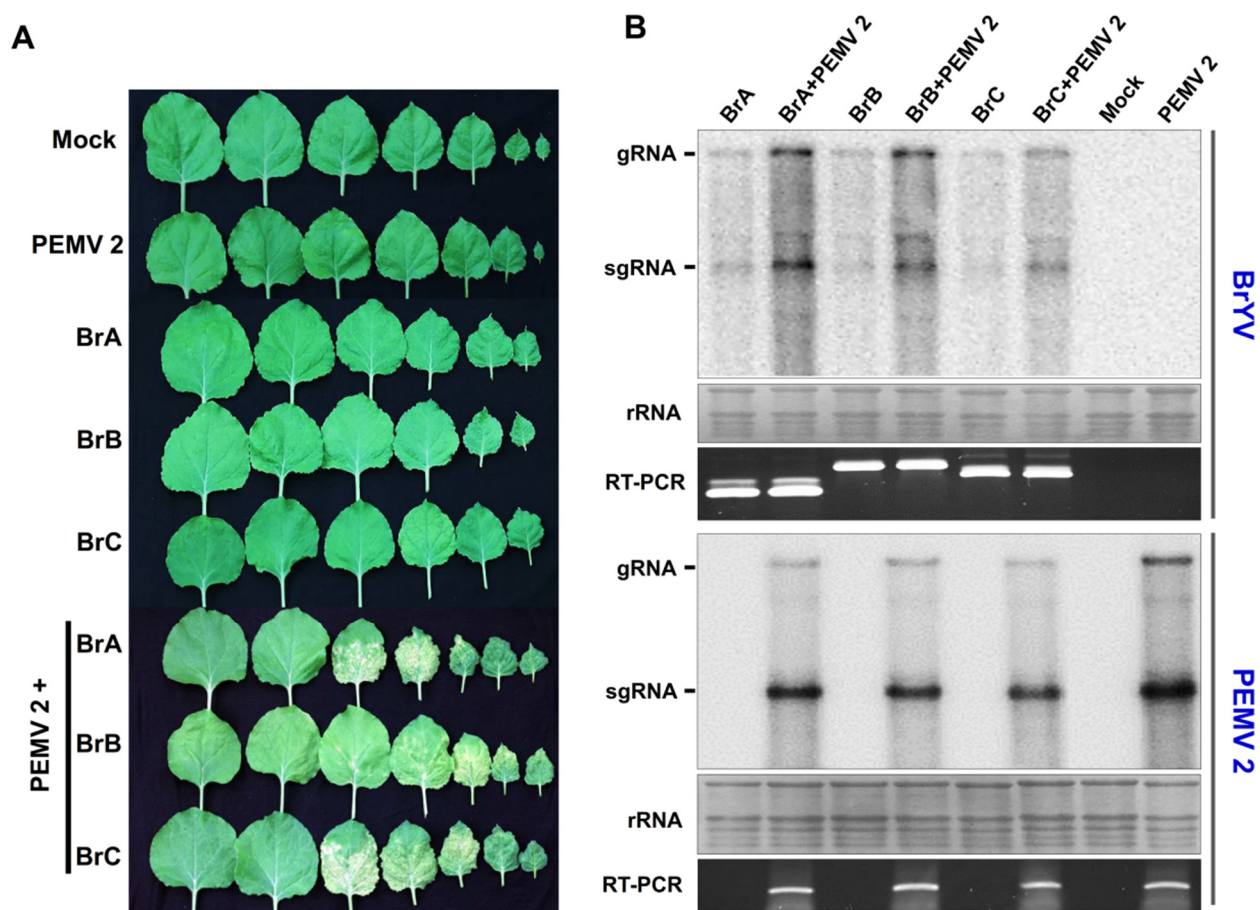 A
Mock
PEMV 2
BrA
BrB
BrC
PEMV 2 +
BrA
BrB
BrC
B
BrA
BrA+PEMV 2
BrB
BrB+PEMV 2
BrC
BrC+PEMV 2
Mock
PEMV 2
gRNA
sgRNA
rRNA
RT-PCR
BrYV
gRNA
sgRNA
rRNA
RT-PCR
PEMV 2